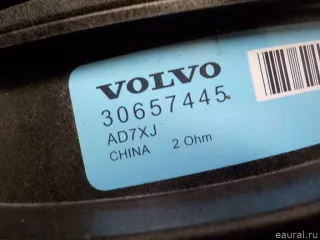 VOLVO
30657445
AD7XJ
CHINA 2 Ohm
eaural.ru